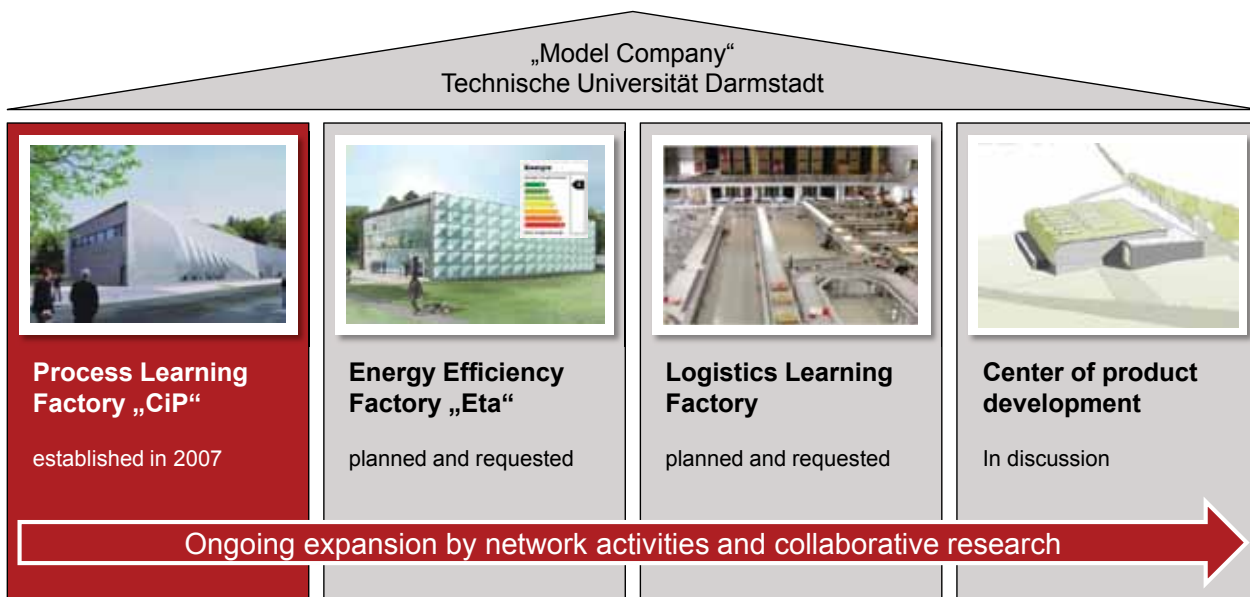 „Model Company“
Technische Universität Darmstadt
Process Learning
Factory „CiP“
established in 2007
Energy Efficiency
Factory „Eta“
planned and requested
Logistics Learning
Factory
planned and requested
Center of product
development
In discussion
Ongoing expansion by network activities and collaborative research